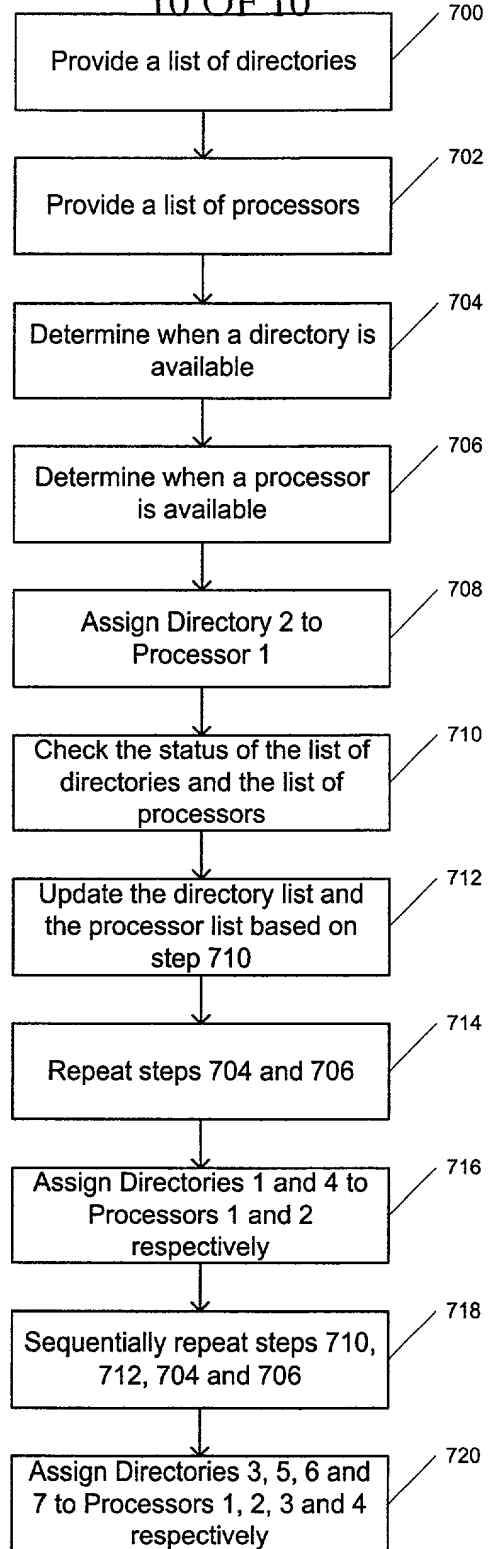 10 OF 10
700
Provide a list of directories
702
Provide a list of processors
704
Determine when a directory is
available
706
Determine when a processor
is available
708
Assign Directory 2 to
Processor 1
710
Check the status of the list of
directories and the list of
processors
712
Update the directory list and
the processor list based on
step 710
714
Repeat steps 704 and 706
716
Assign Directories 1 and 4 to
Processors 1 and 2
respectively
718
Sequentially repeat steps 710,
712, 704 and 706
720
Assign Directories 3, 5, 6 and
7 to Processors 1, 2, 3 and 4
respectively